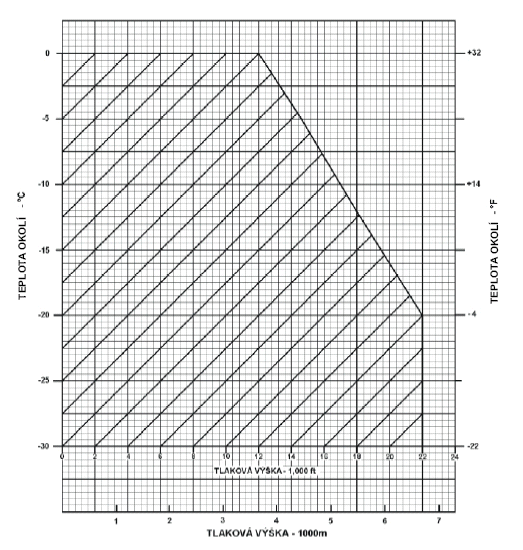 TEPLOTA OKOLÍ - °C
0
-5
-10
-15
-20
-25
-30
+32
+14
-4
-22
TEPLOTA OKOLÍ - °F
0 2 4 6 8 10 12 14 16 18 20 22 24
TLAKOVÁ VÝŠKA - 1,000 ft
1 2 3 4 5 6 7
TLAKOVÁ VÝŠKA - 1000m